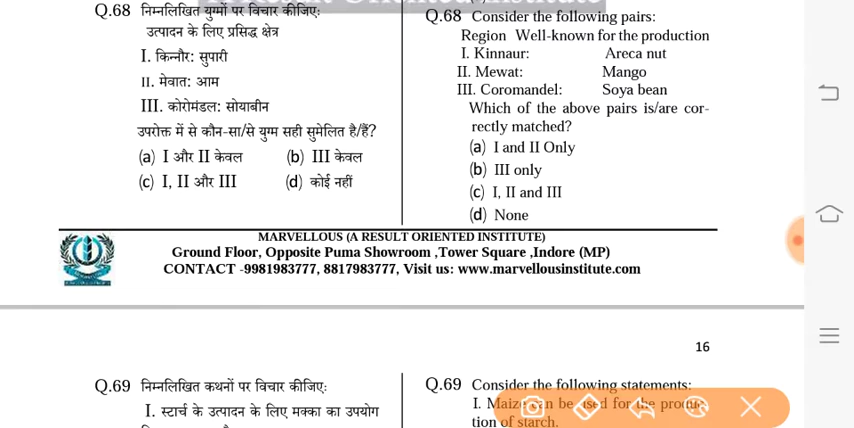 Q.68 निम्नलिखित युग्मों पर विचार कीजिए:
उत्पादन के लिए प्रसिद्ध क्षेत्र
I. किन्नौर: सुपारी
II. मेवात: आम
III. कोरोमंडल: सोयाबीन
उपरोक्त में से कौन-सा/से युग्म सही सुमेलित है/हैं?
(a) I और II केवल (b) III केवल
(c) I, II और III (d) कोई नहीं
Q.68 Consider the following pairs:
Region Well-known for the production
I. Kinnaur: Areca nut
II. Mewat: Mango
III. Coromandel: Soya bean
Which of the above pairs is/are cor-
rectly matched?
(a) I and II Only
(b) III only
(c) I, II and III
(d) None
MARVELLOUS (A RESULT ORIENTED INSTITUTE)
Ground Floor, Opposite Puma Showroom ,Tower Square ,Indore (MP)
CONTACT -9981983777, 8817983777, Visit us: www.marvellousinstitute.com
16
Q.69 निम्नलिखित कथनों पर विचार कीजिए:
I. स्टार्च के उत्पादन के लिए मक्का का उपयोग
Q.69 Consider the following statements:
I. Maize can be used for the produc-
tion of starch.